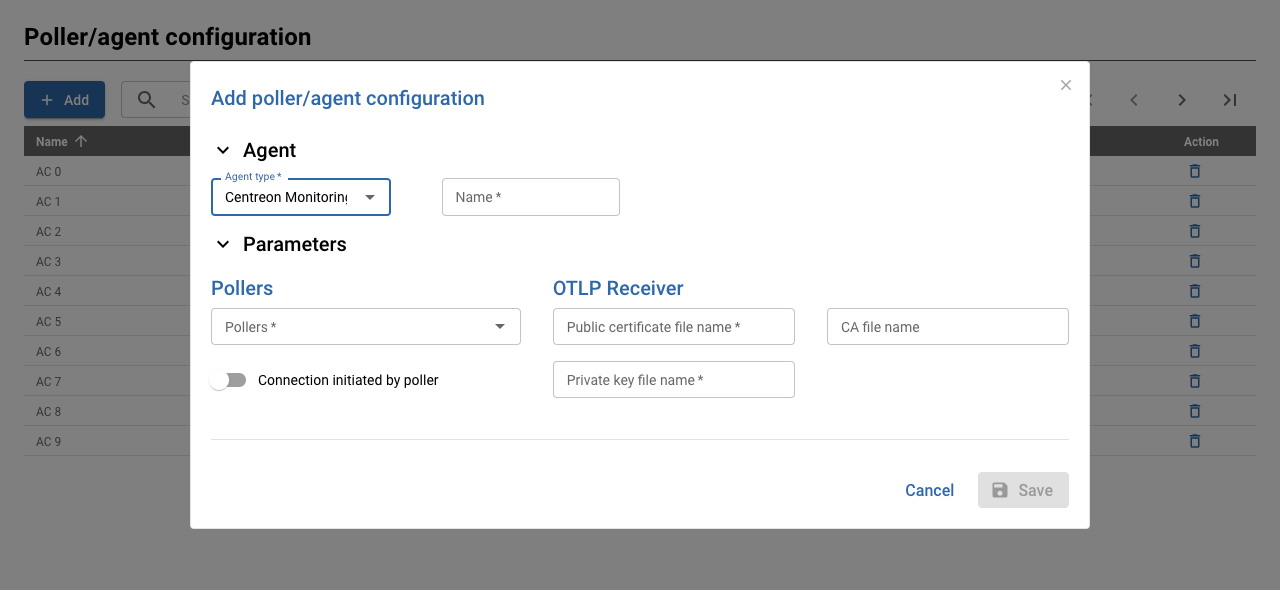 Poller/agent configuration
Add
S
Name
Action
AC 0
AC 1
AC 2
AC 3
AC 4
AC 5
AC 6
AC 7
AC 8
AC 9
Add poller/agent configuration
Agent
Agent type *
Centreon Monitoring
Name *
Parameters
Pollers
OTLP Receiver
Pollers *
Public certificate file name *
CA file name
Connection initiated by poller
Private key file name *
Cancel
Save